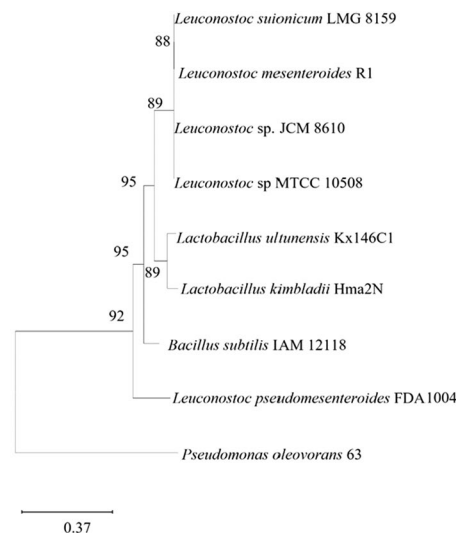 Leuconostoc suionicum LMG 8159
88
Leuconostoc mesenteroides R1
89
Leuconostoc sp. JCM 8610
95
Leuconostoc sp MTCC 10508
Lactobacillus ultunensis Kx146C1
95
89
Lactobacillus kimbladii Hma2N
92
Bacillus subtilis IAM 12118
Leuconostoc pseudomesenteroides FDA1004
Pseudomonas oleovorans 63
0.37